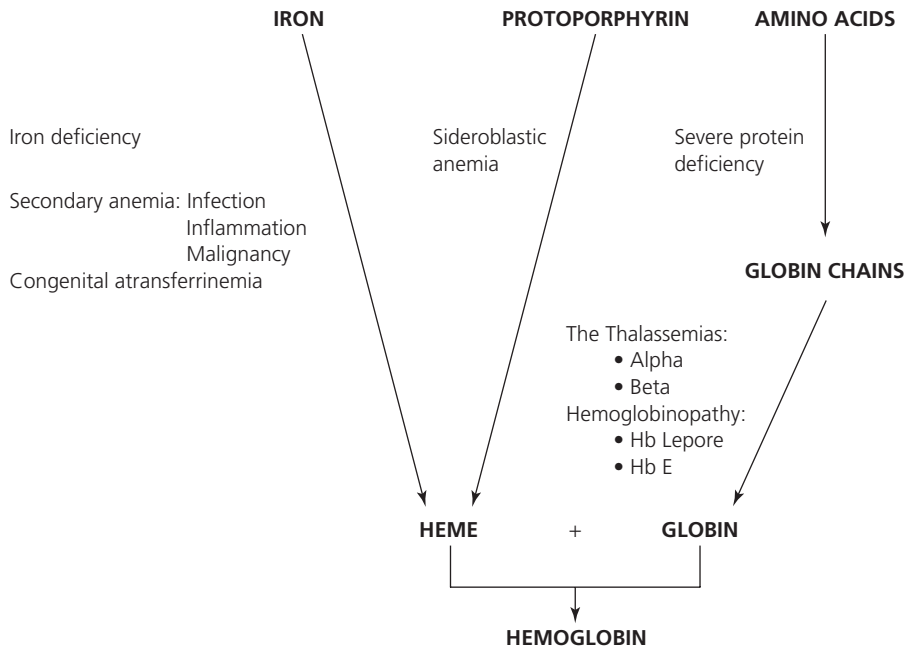 IRON
PROTOPORPHYRIN
AMINO ACIDS
Iron deficiency
Sideroblastic
anemia
Severe protein
deficiency
Secondary anemia: Infection
Inflammation
Malignancy
Congenital atransferrinemia
GLOBIN CHAINS
The Thalassemias:
• Alpha
• Beta
Hemoglobinopathy:
• Hb Lepore
• Hb E
HEME + GLOBIN
HEMOGLOBIN